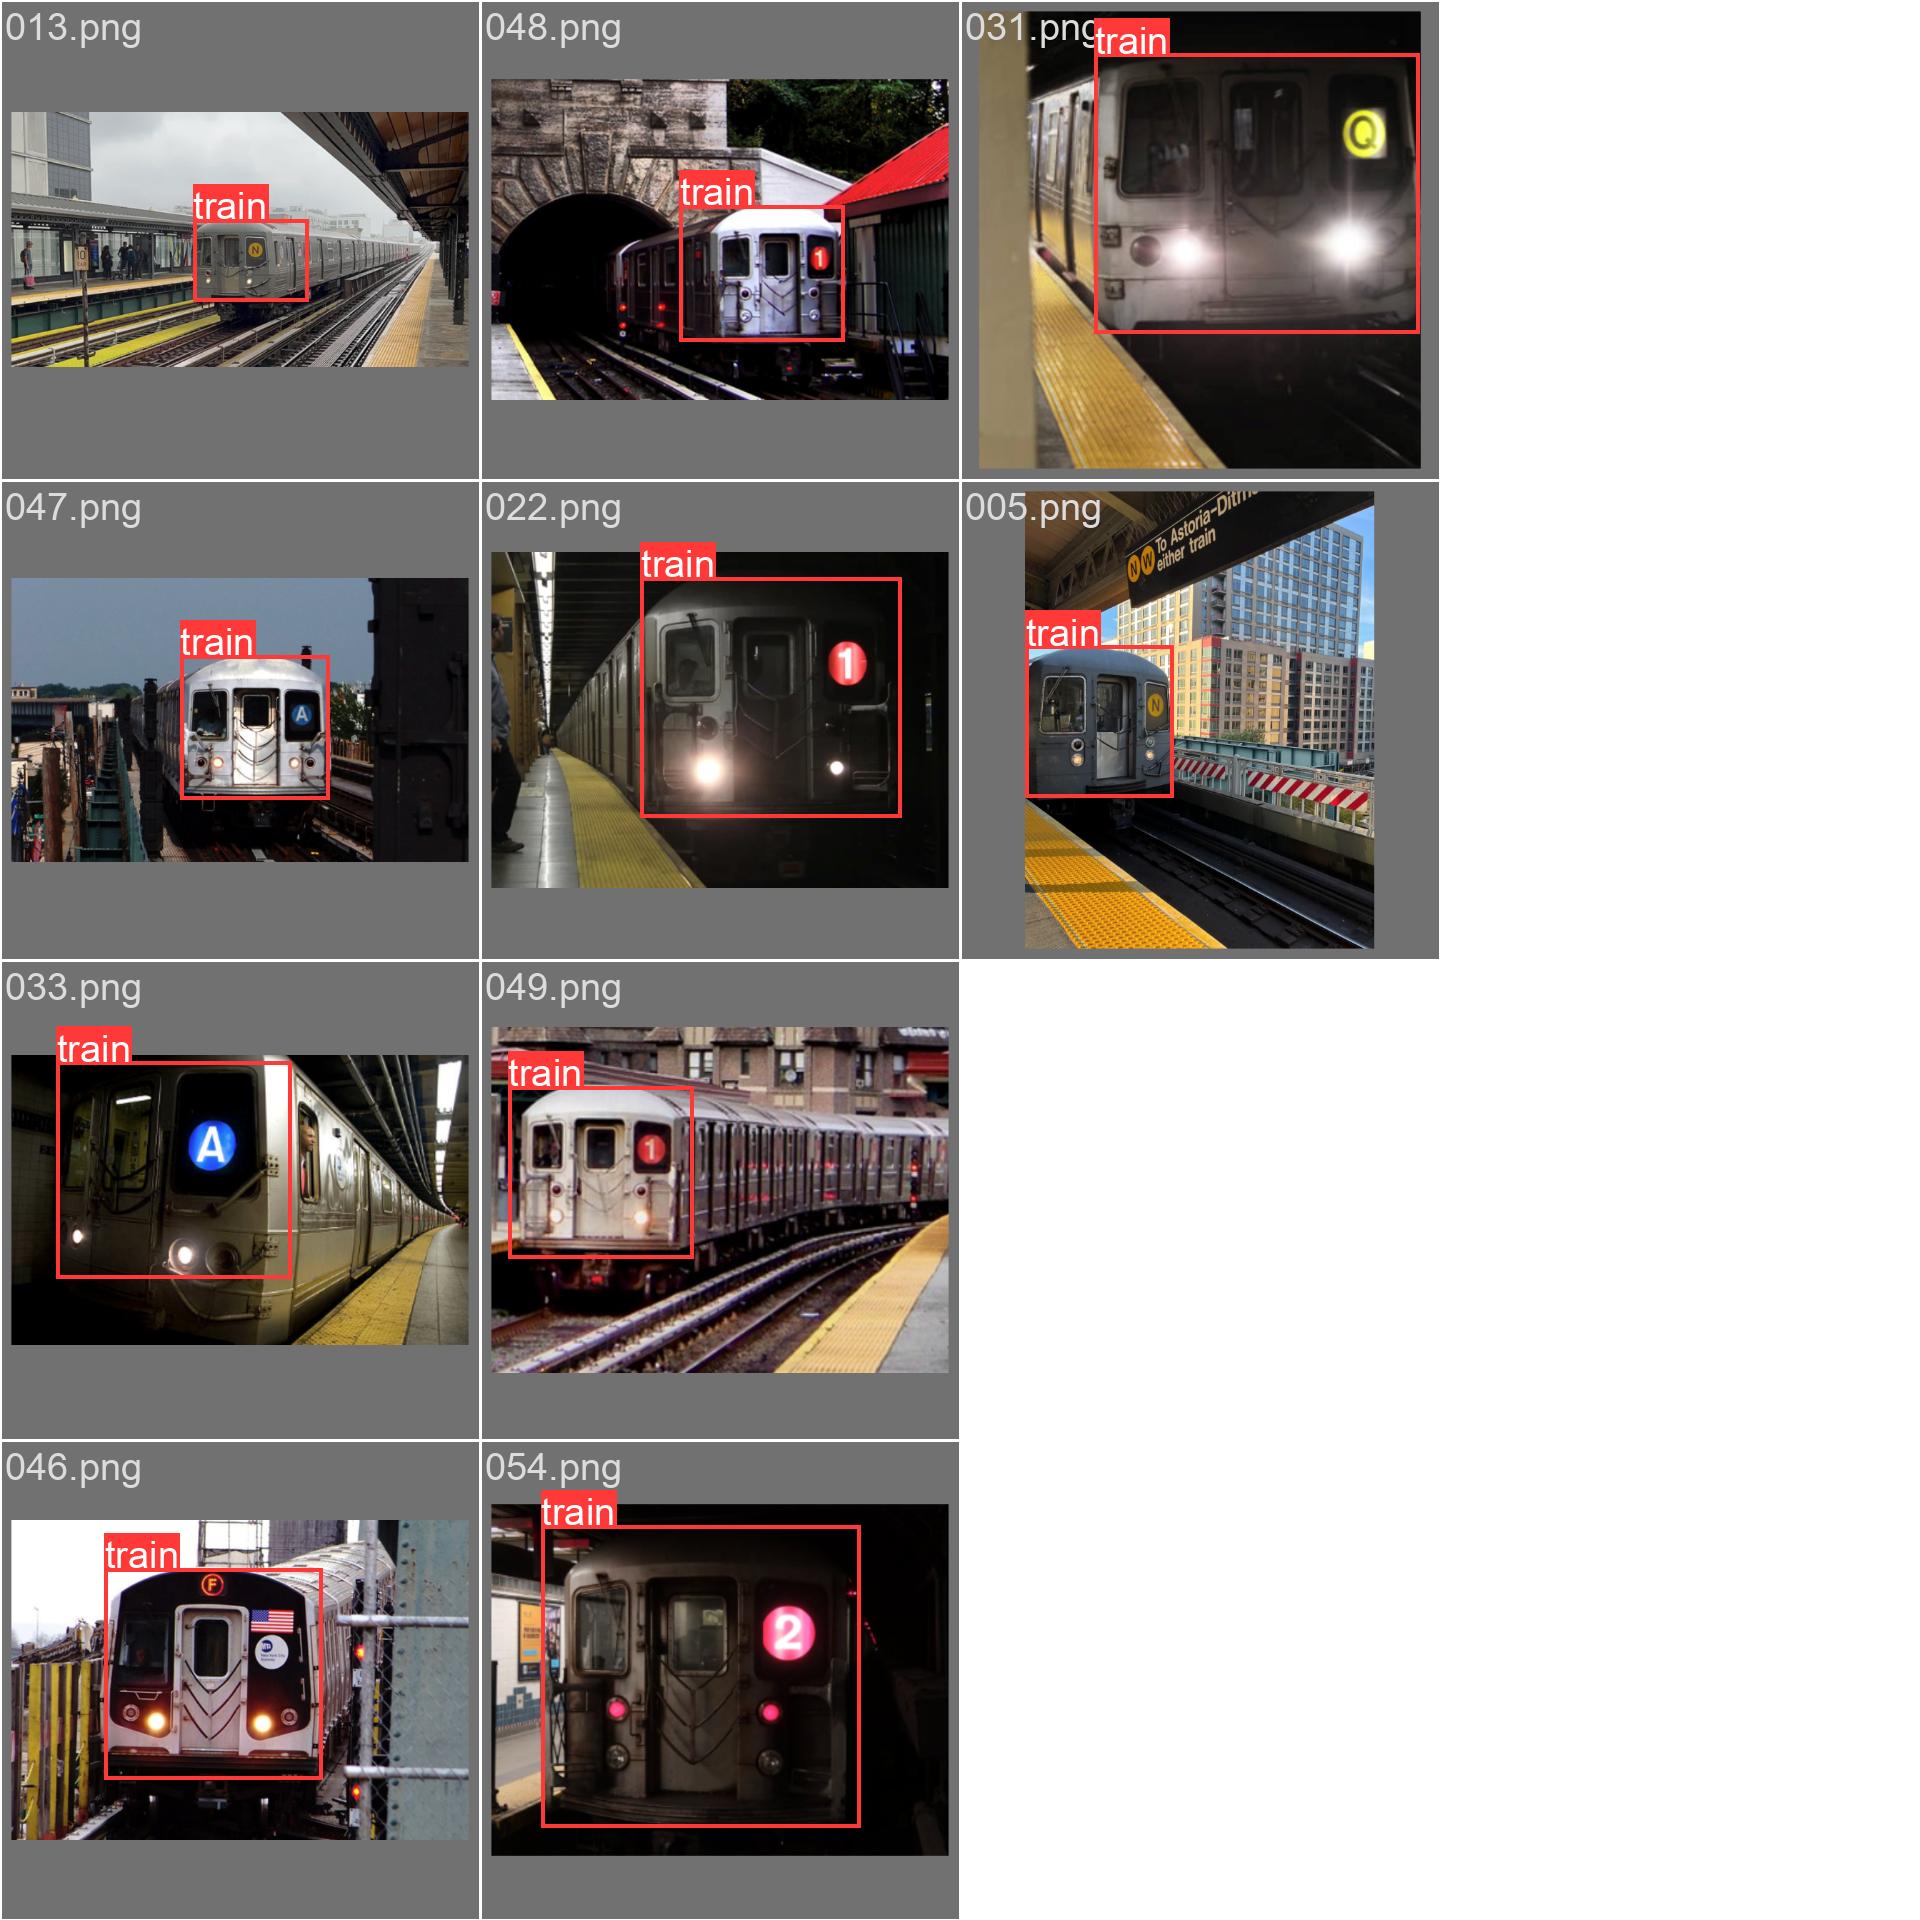 013.png
train
N
10
048.png
train
1
031.png
train
Q
047.png
train
A
022.png
train
1
005.png
N W To Astoria-Ditm
either train
train
N
033.png
train
A
049.png
train
1
046.png
train
F
054.png
train
2